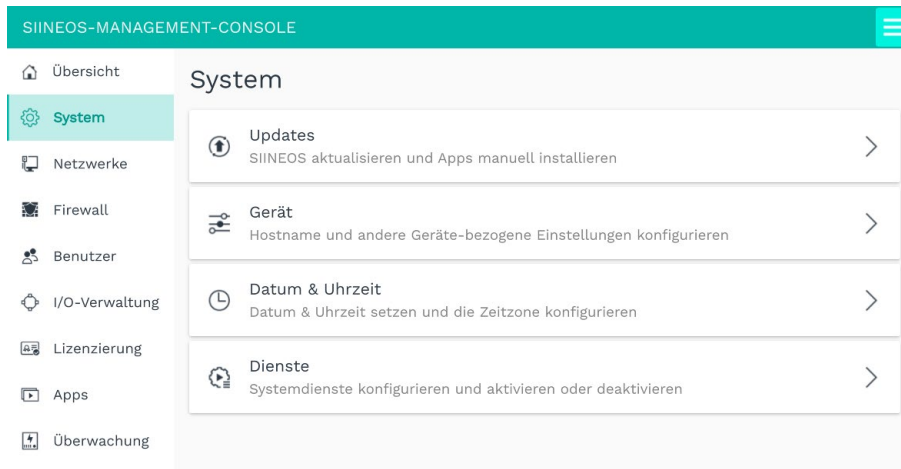 SIINEOS-MANAGEMENT-CONSOLE
Übersicht
System
Netzwerke
Firewall
Benutzer
I/O-Verwaltung
Lizenzierung
Apps
Überwachung
System
Updates
SIINEOS aktualisieren und Apps manuell installieren
Gerät
Hostname und andere Geräte-bezogene Einstellungen konfigurieren
Datum & Uhrzeit
Datum & Uhrzeit setzen und die Zeitzone konfigurieren
Dienste
Systemdienste konfigurieren und aktivieren oder deaktivieren